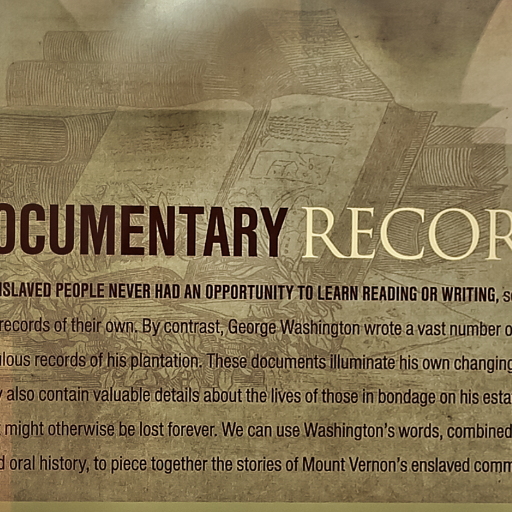 OCUMENTARY RECOR
NSLAVED PEOPLE NEVER HAD AN OPPORTUNITY TO LEARN READING OR WRITING, s
records of their own. By contrast, George Washington wrote a vast number o
ulous records of his plantation. These documents illuminate his own changing
y also contain valuable details about the lives of those in bondage on his esta
t might otherwise be lost forever. We can use Washington's words, combined
d oral history, to piece together the stories of Mount Vernon's enslaved comm